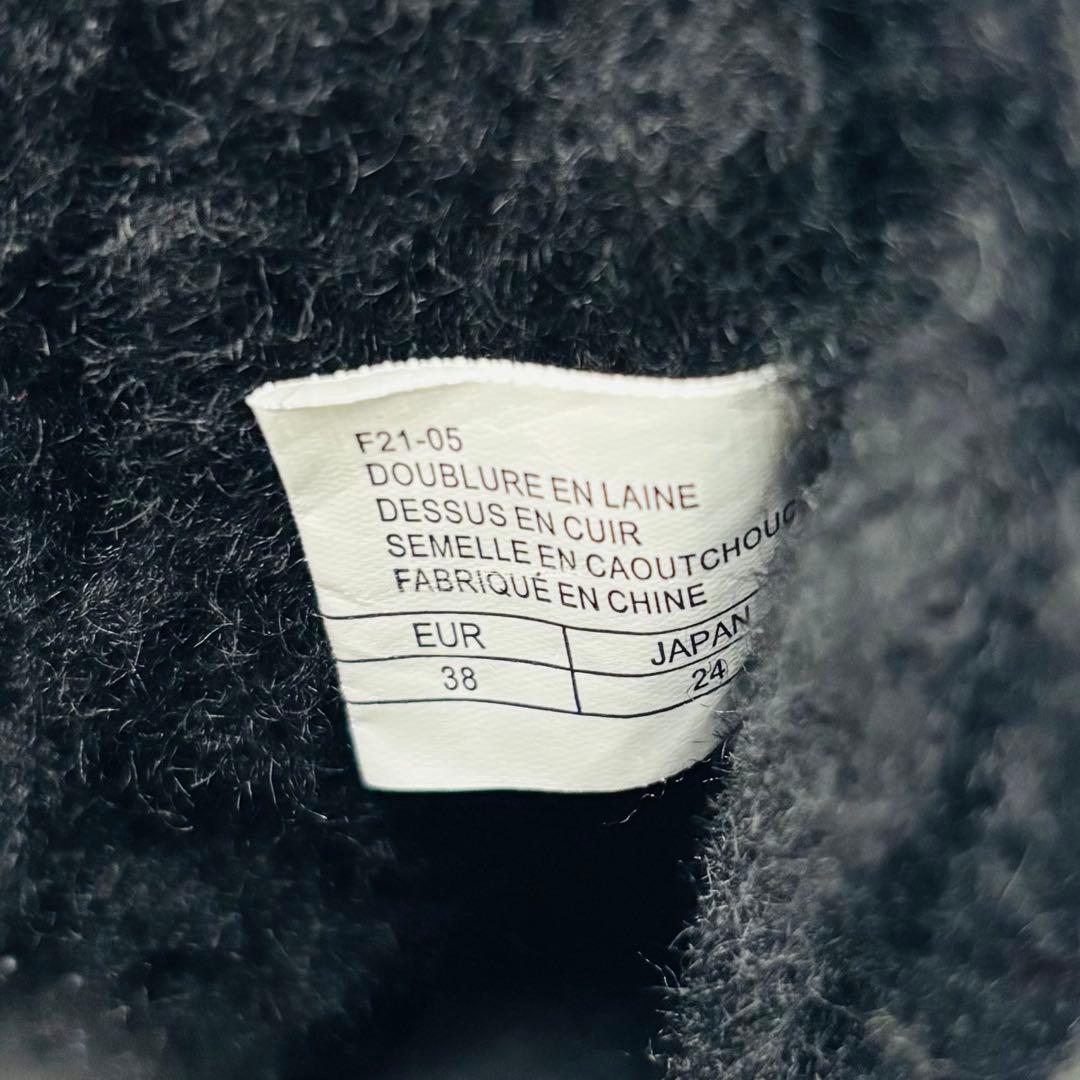 F21-05
DOUBLURE EN LAINE
DESSUS EN CUIR
SEMELLE EN CAOUTCHOUC
FABRIQUÉ EN CHINE
EUR JAPAN
38 24